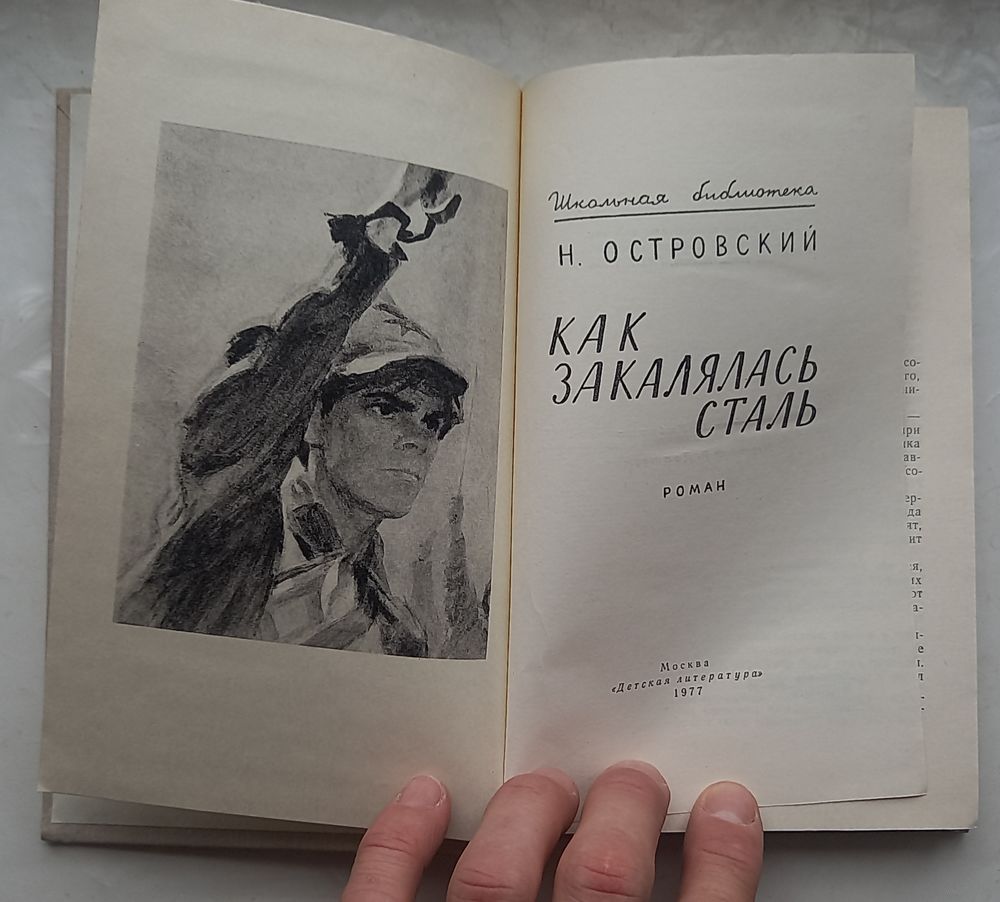 Школьная библиотека
Н. ОСТРОВСКИЙ
КАК
ЗАКАЛЯЛАСЬ
СТАЛЬ
РОМАН
Москва
«Детская литература»
1977